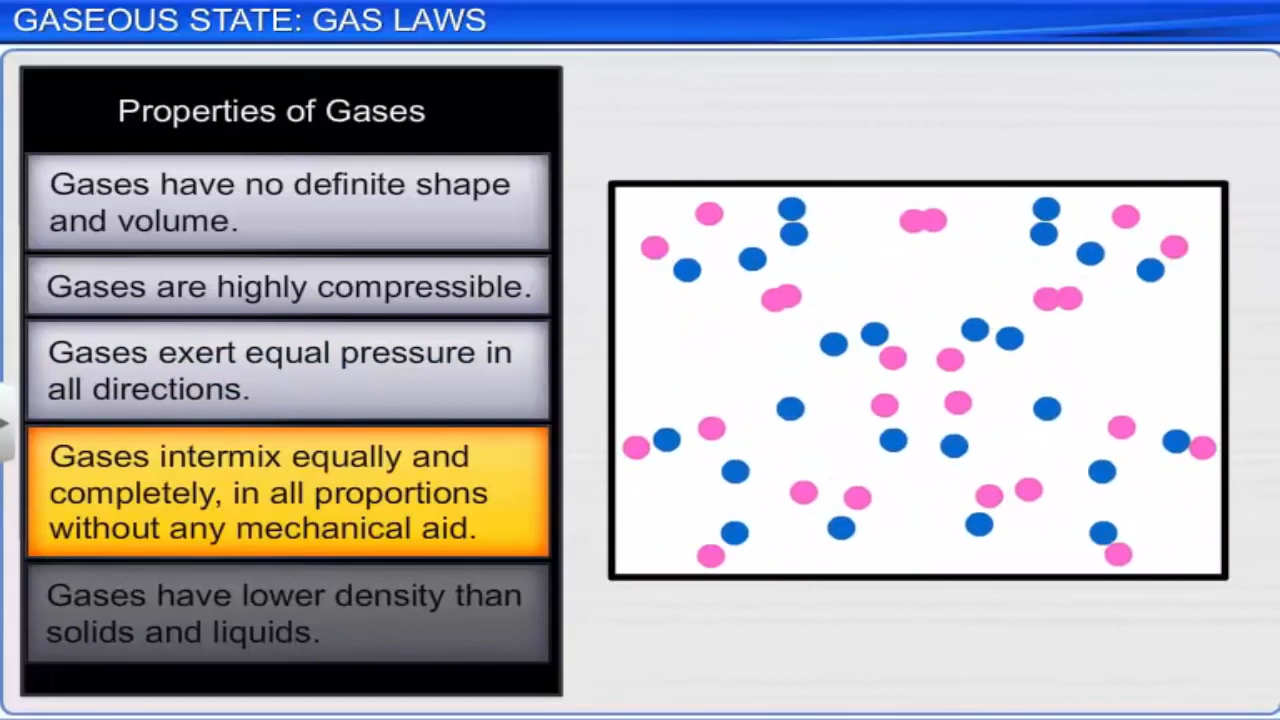 GASEOUS STATE: GAS LAWS
Properties of Gases
Gases have no definite shape
and volume.
Gases are highly compressible.
Gases exert equal pressure in
all directions.
Gases intermix equally and
completely, in all proportions
without any mechanical aid.
Gases have lower density than
solids and liquids.